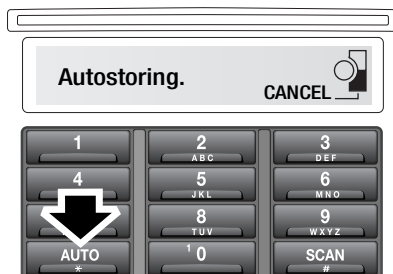 Autostoring.
CANCEL
1 2 3
ABC DEF
4 5 6
JKL MNO
8 9
TUV WXYZ
AUTO 1 0 SCAN
* #